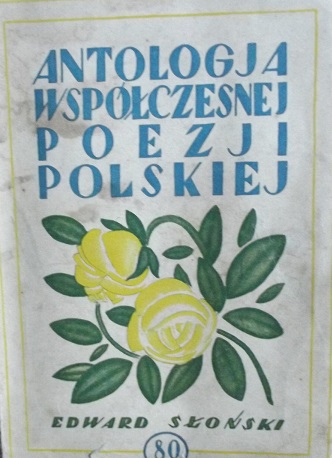 ANTOLOGJA
WSPÓŁCZESNEJ
POEZJI
POLSKIEJ
EDWARD SŁOŃSKI
80